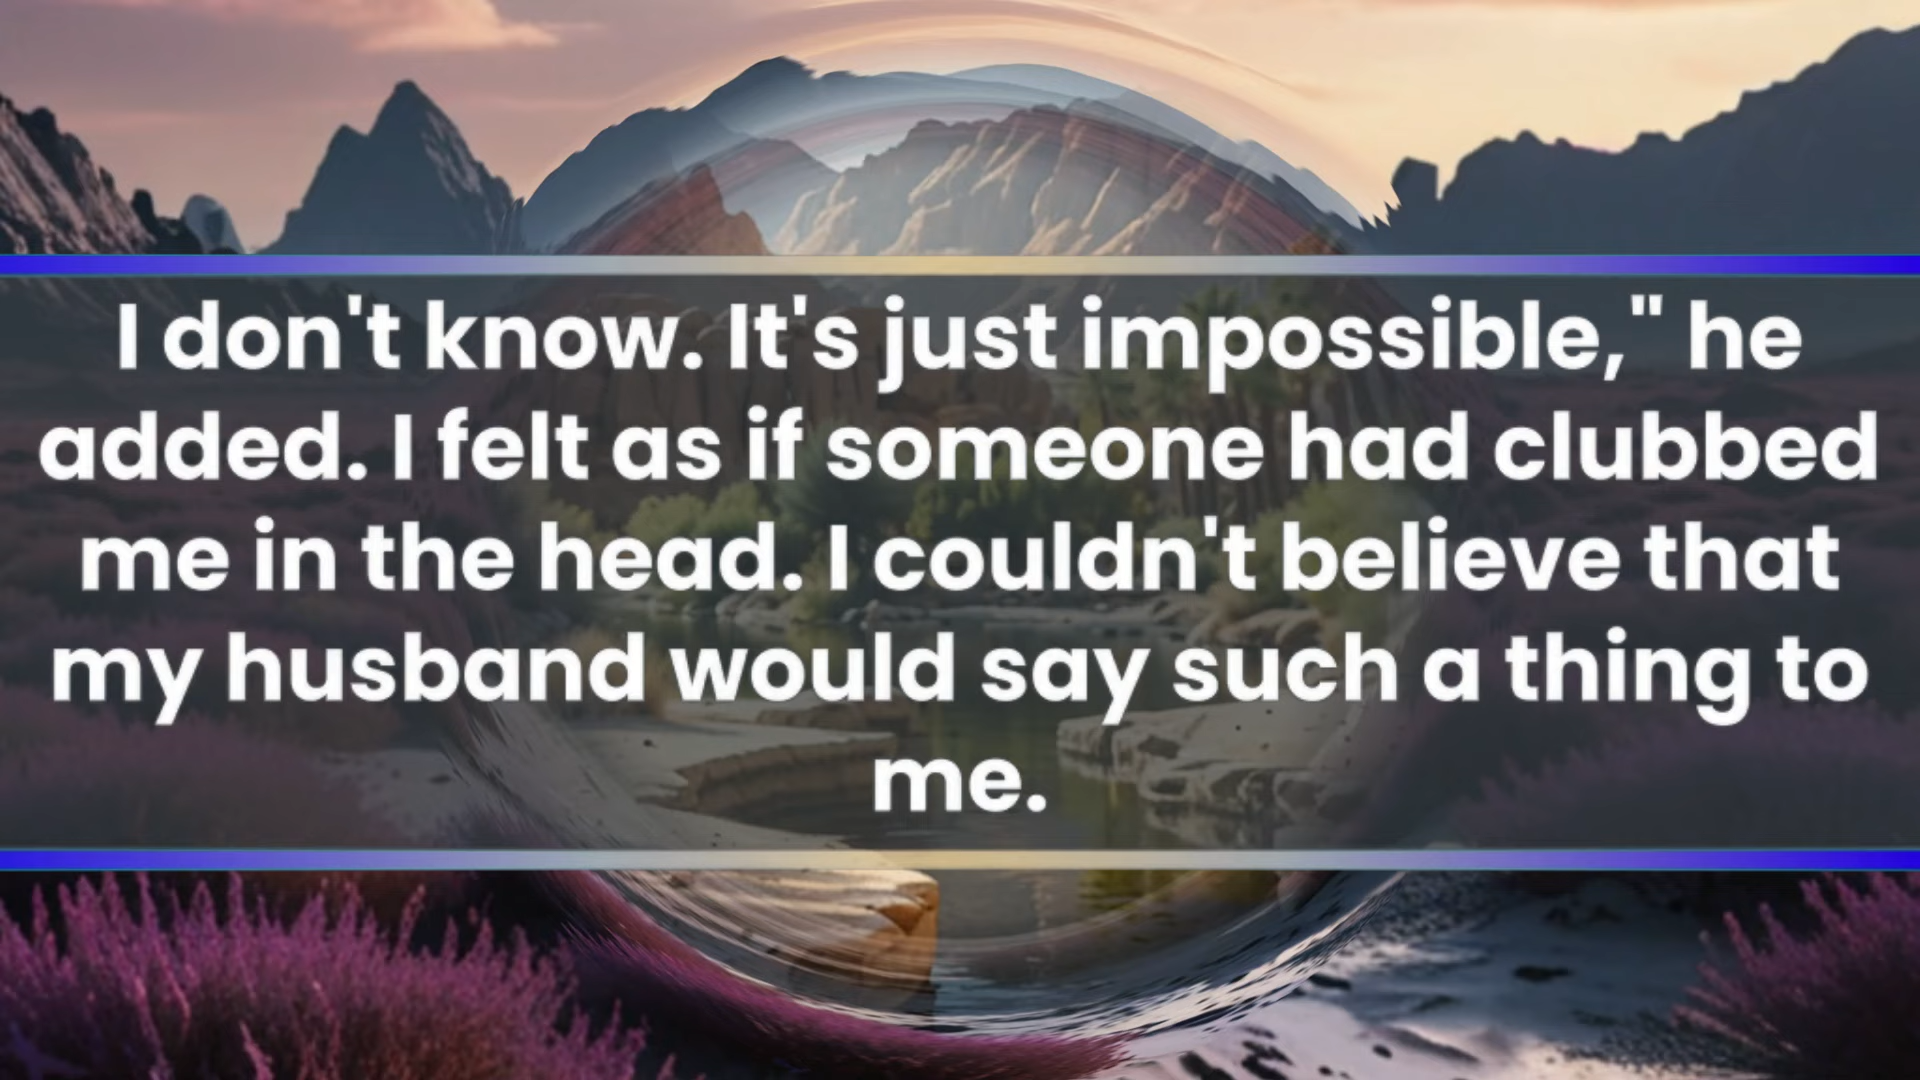 I don't know. It's just impossible," he
added. I felt as if someone had clubbed
me in the head. I couldn't believe that
my husband would say such a thing to
me.